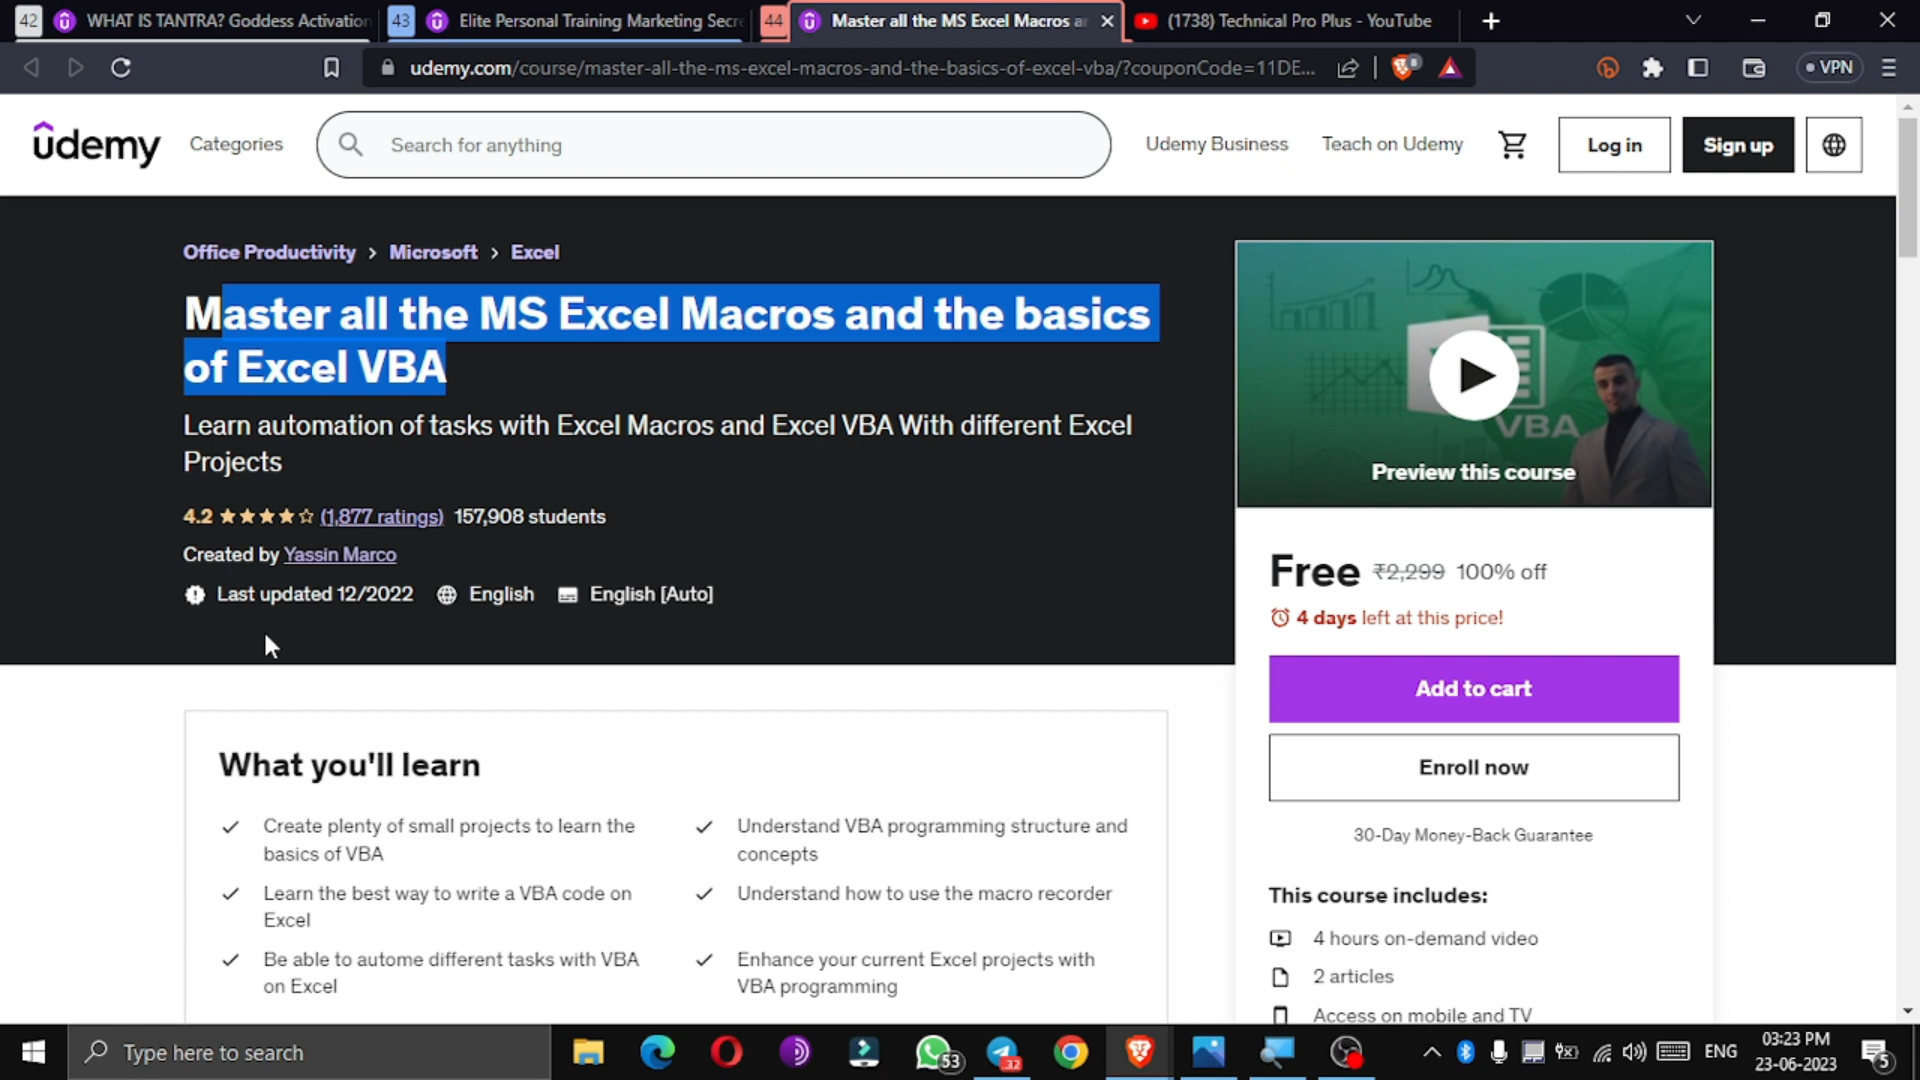 42 WHAT IS TANTRA? Goddess Activation
43 Elite Personal Training Marketing Secre
44 Master all the MS Excel Macros ar
(1738) Technical Pro Plus - YouTube
udemy.com/course/master-all-the-ms-excel-macros-and-the-basics-of-excel-vba/?couponCode=11DE...
8
VPN
udemy
Categories
Search for anything
Udemy Business
Teach on Udemy
Log in
Sign up
Office Productivity > Microsoft > Excel
Master all the MS Excel Macros and the basics
of Excel VBA
Learn automation of tasks with Excel Macros and Excel VBA With different Excel
Projects
4.2 (1,877 ratings) 157,908 students
Created by Yassin Marco
Last updated 12/2022 English English [Auto]
VBA
Preview this course
Free ₹2,299 100% off
4 days left at this price!
Add to cart
Enroll now
30-Day Money-Back Guarantee
This course includes:
4 hours on-demand video
2 articles
Access on mobile and TV
What you'll learn
Create plenty of small projects to learn the
basics of VBA
Learn the best way to write a VBA code on
Excel
Be able to autome different tasks with VBA
on Excel
Understand VBA programming structure and
concepts
Understand how to use the macro recorder
Enhance your current Excel projects with
VBA programming
Type here to search
53
32
ENG
03:23 PM
23-06-2023
5